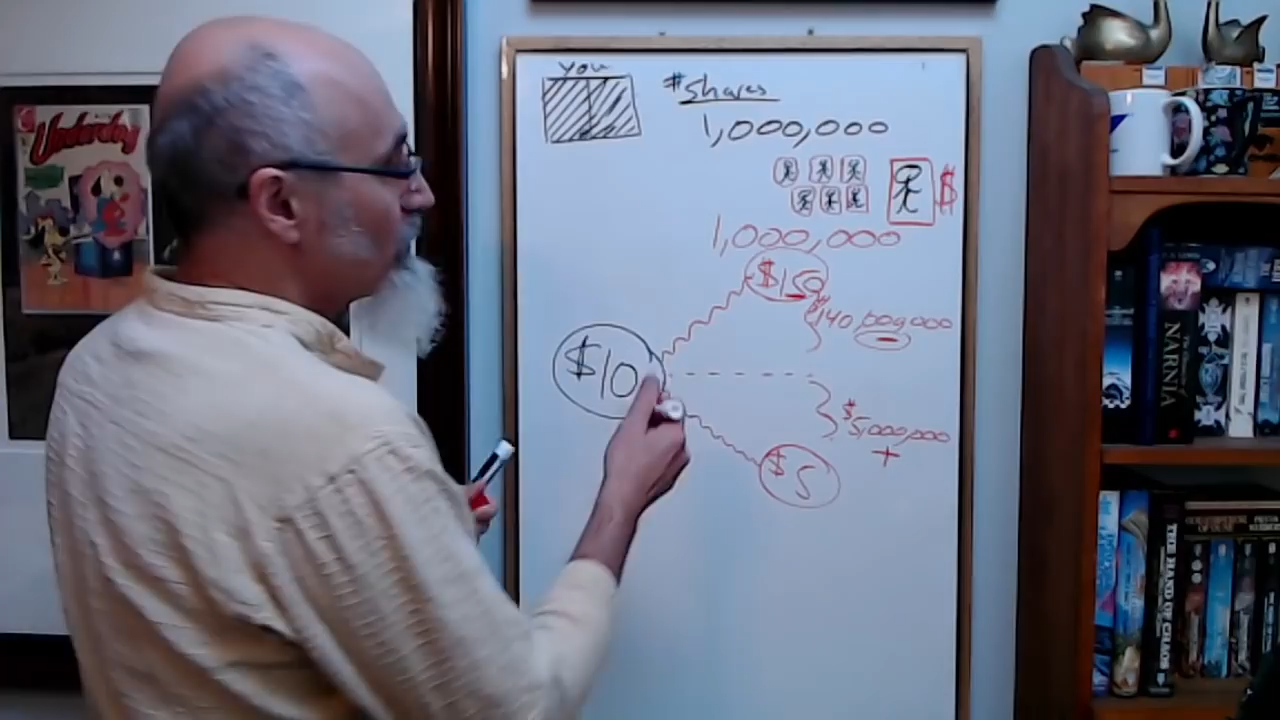 Underdog
you
# Shares
1,000,000
$
1,000,000
$150
$140,000,000
$10
$5,000,000
+
$5
NARNIA
THE HAND OF CHAOS